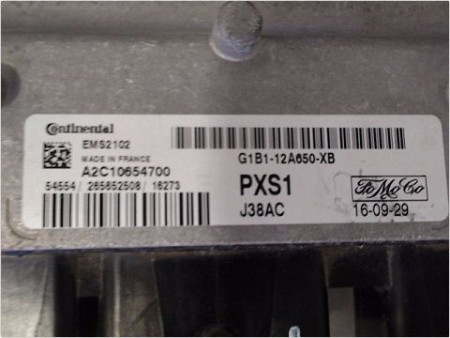 Continental
EMS2102
MADE IN FRANCE
A2C10654700
54554 / 265652508 / 16273
G1B1-12A650-XB
PXS1
FoMoCo
J38AC
16-09-29